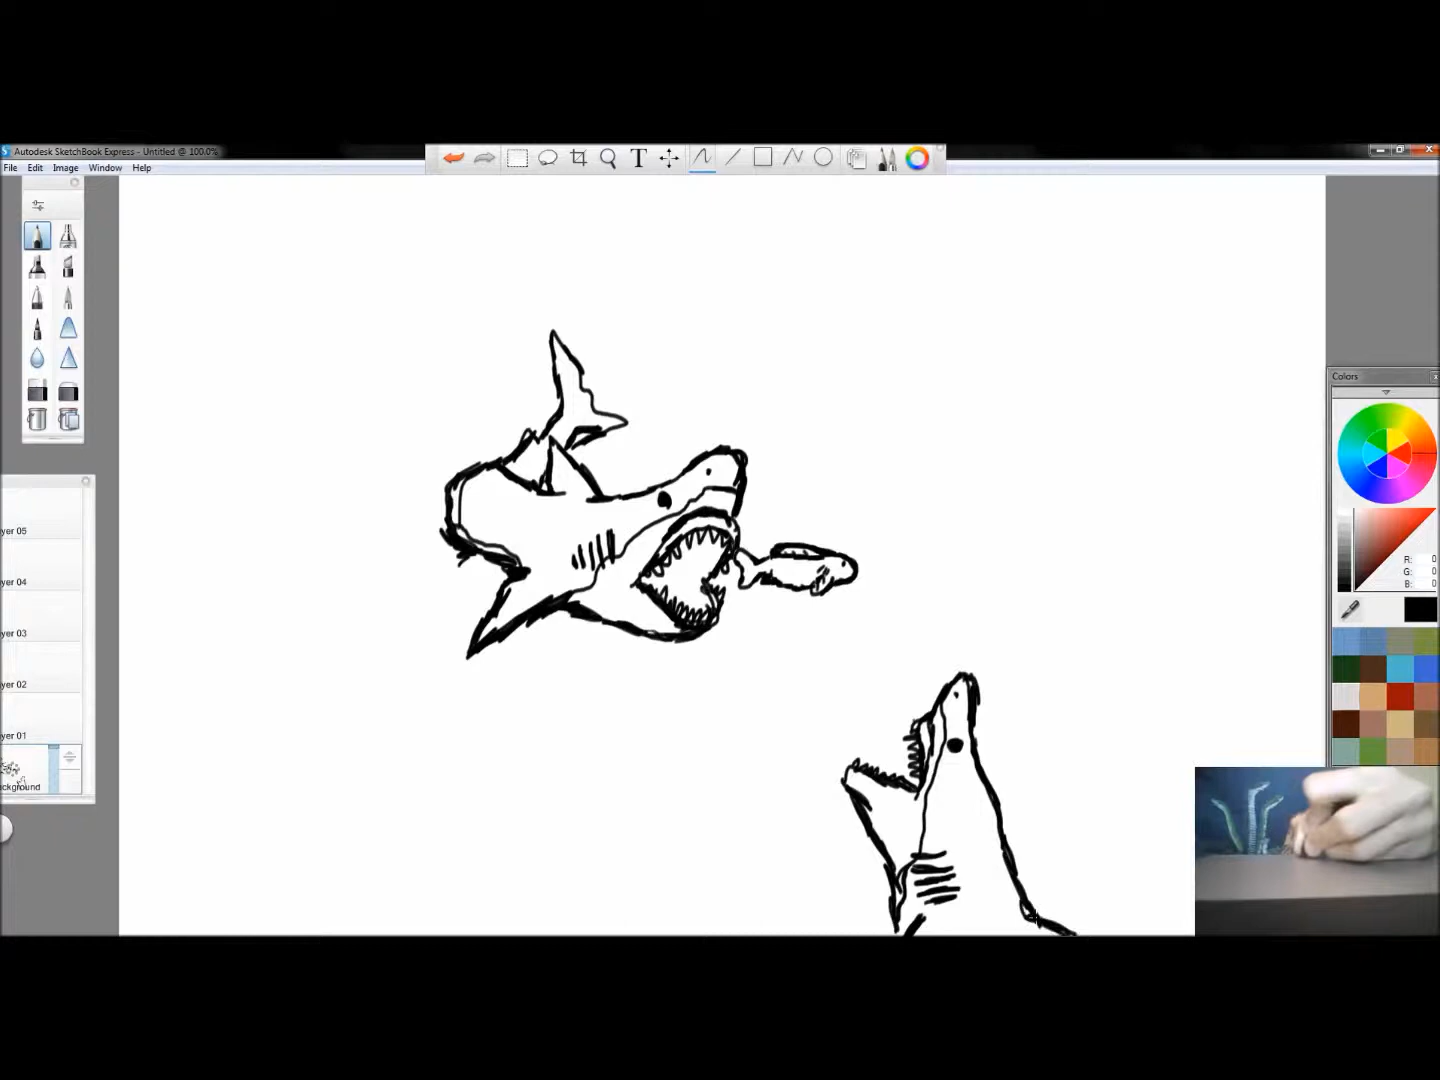 Autodesk SketchBook Express - Untitled @ 100.0%
File Edit Image Window Help
T
Colors
yer 05
R: 0
G: 0
yer 04
B: 0
yer 03
yer 02
yer 01
ckground